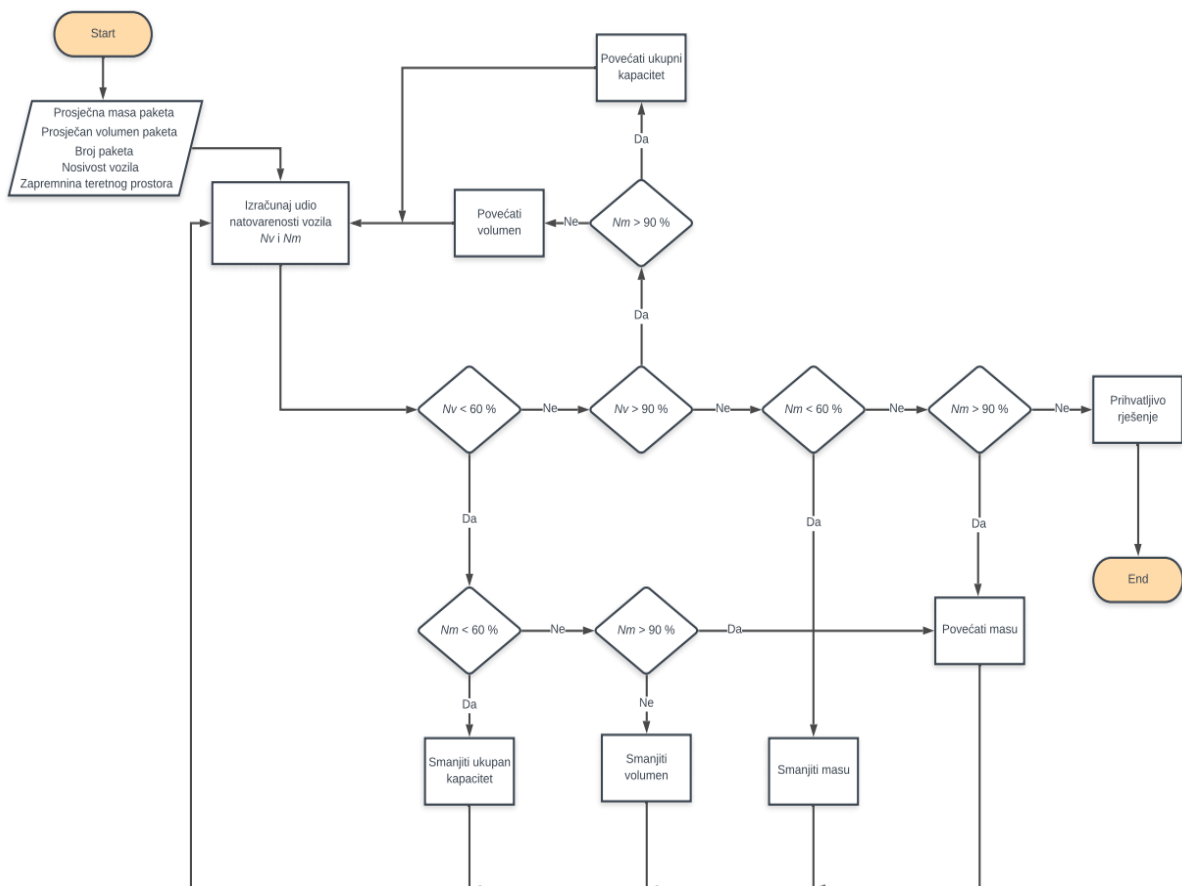 Start
Prosječna masa paketa
Prosječan volumen paketa
Broj paketa
Nosivost vozila
Zapremnina teretnog prostora
Izračunaj udio
natovarenosti vozila
Nv i Nm
Povećati ukupni
kapacitet
Da
Povećati
volumen
Ne
Nm > 90 %
Da
Nv < 60 %
Ne
Nv > 90 %
Ne
Nm < 60 %
Ne
Nm > 90 %
Ne
Prihvatljivo
rješenje
Da
Da
Da
End
Nm < 60 %
Ne
Nm > 90 %
Da
Povećati masu
Da
Ne
Smanjiti ukupan
kapacitet
Smanjiti
volumen
Smanjiti masu